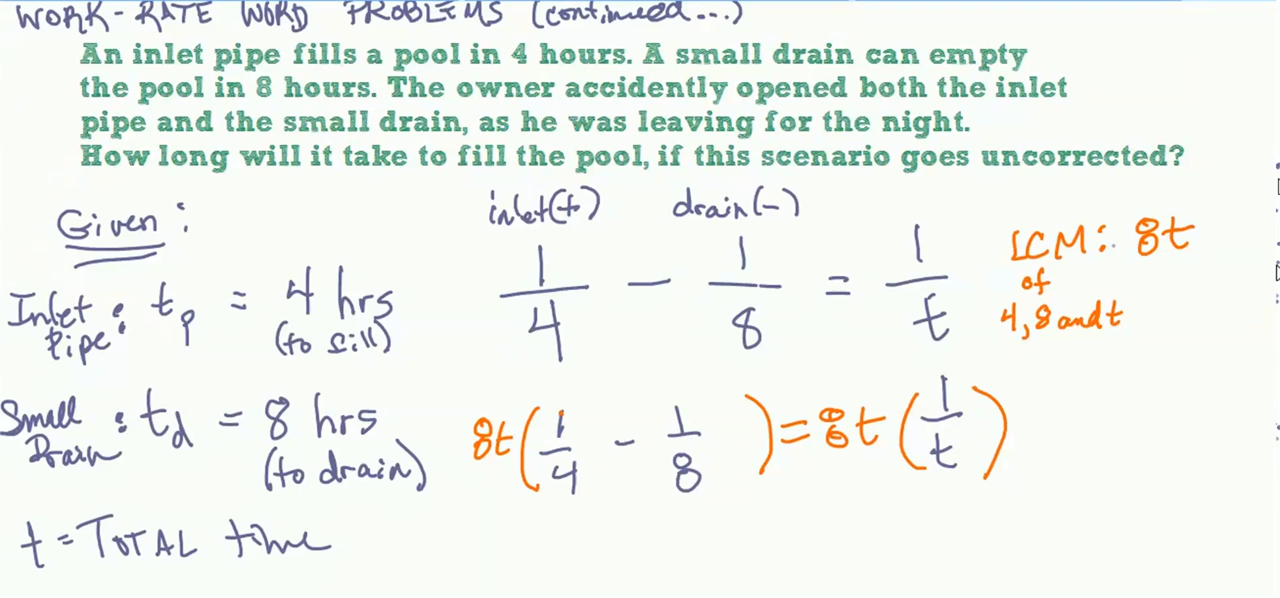 WORK-RATE WORD PROBLEMS (continued...)
An inlet pipe fills a pool in 4 hours. A small drain can empty
the pool in 8 hours. The owner accidently opened both the inlet
pipe and the small drain, as he was leaving for the night.
How long will it take to fill the pool, if this scenario goes uncorrected?
Given:
inlet(+) drain(-)
1/4 - 1/8 = 1/t
LCM: 8t
of
4, 8 and t
Inlet Pipe: tp = 4 hrs
(to fill)
Small Drain: td = 8 hrs
(to drain)
8t(1/4 - 1/8) = 8t(1/t)
t = TOTAL time